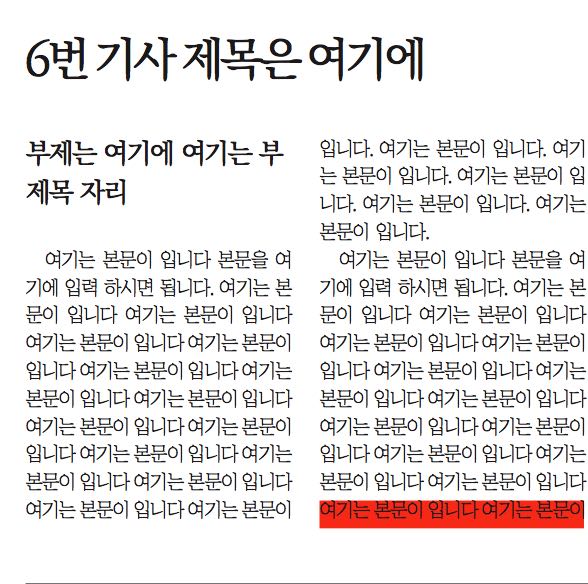 6번 기사 제목은 여기에
부제는 여기에 여기는 부
제목 자리
여기는 본문이 입니다 본문을 여
기에 입력 하시면 됩니다. 여기는 본
문이 입니다 여기는 본문이 입니다
여기는 본문이 입니다 여기는 본문이
입니다 여기는 본문이 입니다 여기는
본문이 입니다 여기는 본문이 입니다
여기는 본문이 입니다 여기는 본문이
입니다 여기는 본문이 입니다 여기는
본문이 입니다 여기는 본문이 입니다
여기는 본문이 입니다 여기는 본문이
입니다. 여기는 본문이 입니다. 여기
는 본문이 입니다. 여기는 본문이 입
니다. 여기는 본문이 입니다. 여기는
본문이 입니다.
여기는 본문이 입니다 본문을 여
기에 입력 하시면 됩니다. 여기는 본
문이 입니다 여기는 본문이 입니다
여기는 본문이 입니다 여기는 본문이
입니다 여기는 본문이 입니다 여기는
본문이 입니다 여기는 본문이 입니다
여기는 본문이 입니다 여기는 본문이
입니다 여기는 본문이 입니다 여기는
본문이 입니다 여기는 본문이 입니다
여기는 본문이 입니다 여기는 본문이